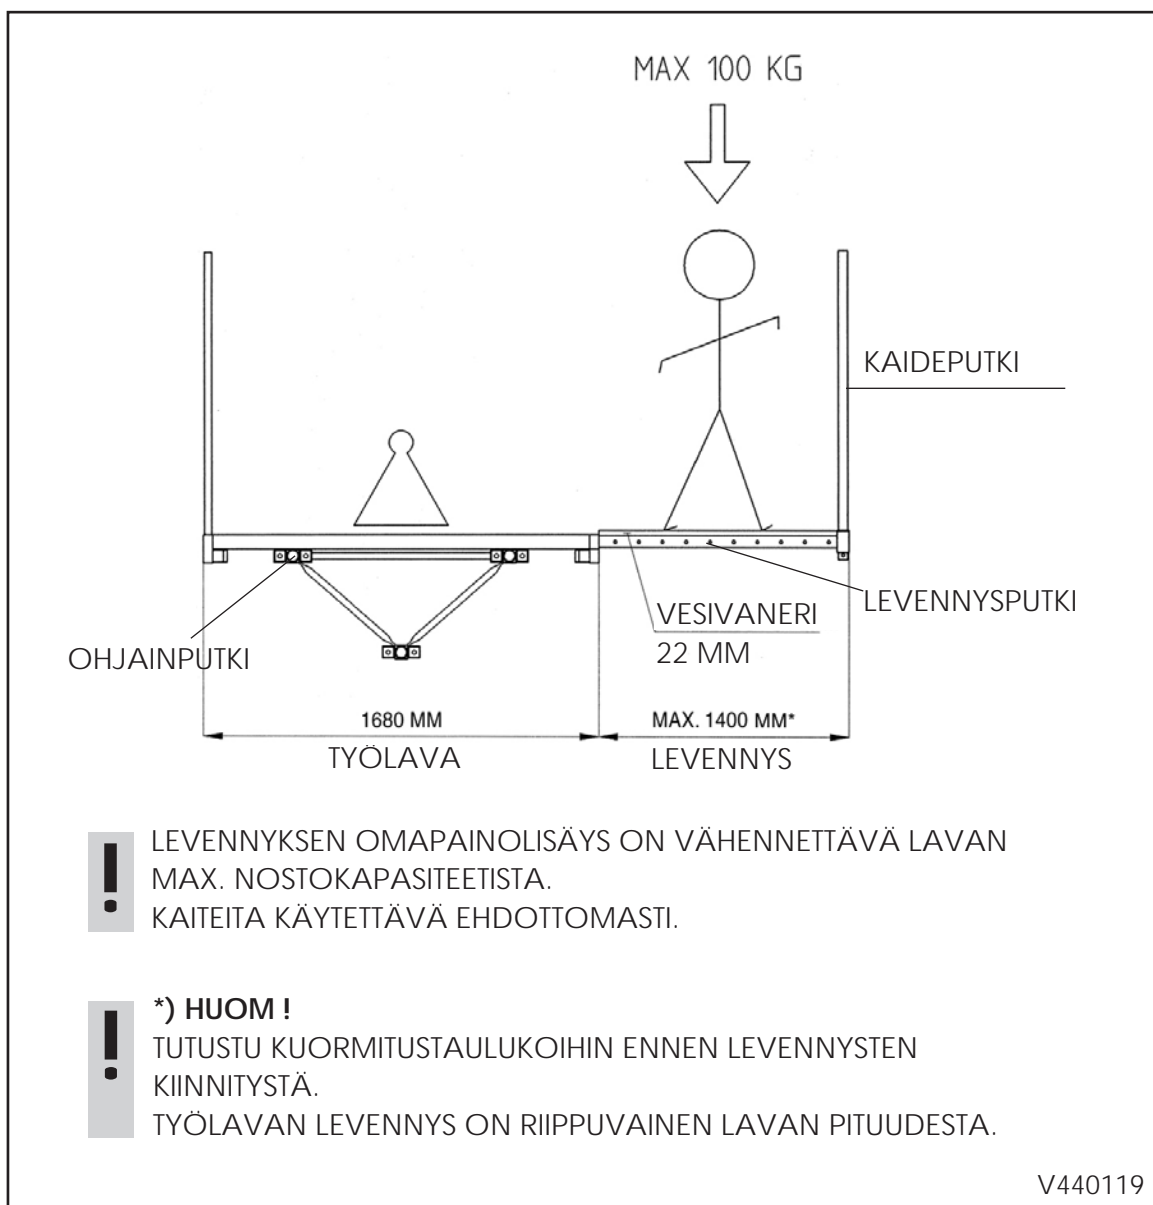 MAX 100 KG
KAIDEPUTKI
LEVENNYSPUTKI
VESIVANERI
22 MM
OHJAINPUTKI
1680 MM
MAX. 1400 MM*
TYÖLAVA
LEVENNYS
! LEVENNYKSEN OMAPAINOLISÄYS ON VÄHENNETTÄVÄ LAVAN
MAX. NOSTOKAPASITEETISTA.
KAITEITA KÄYTETTÄVÄ EHDOTTOMASTI.
! *) HUOM !
TUTUSTU KUORMITUSTAULUKOIHIN ENNEN LEVENNYSTEN
KIINNITYSTÄ.
TYÖLAVAN LEVENNYS ON RIIPPUVAINEN LAVAN PITUUDESTA.
V440119